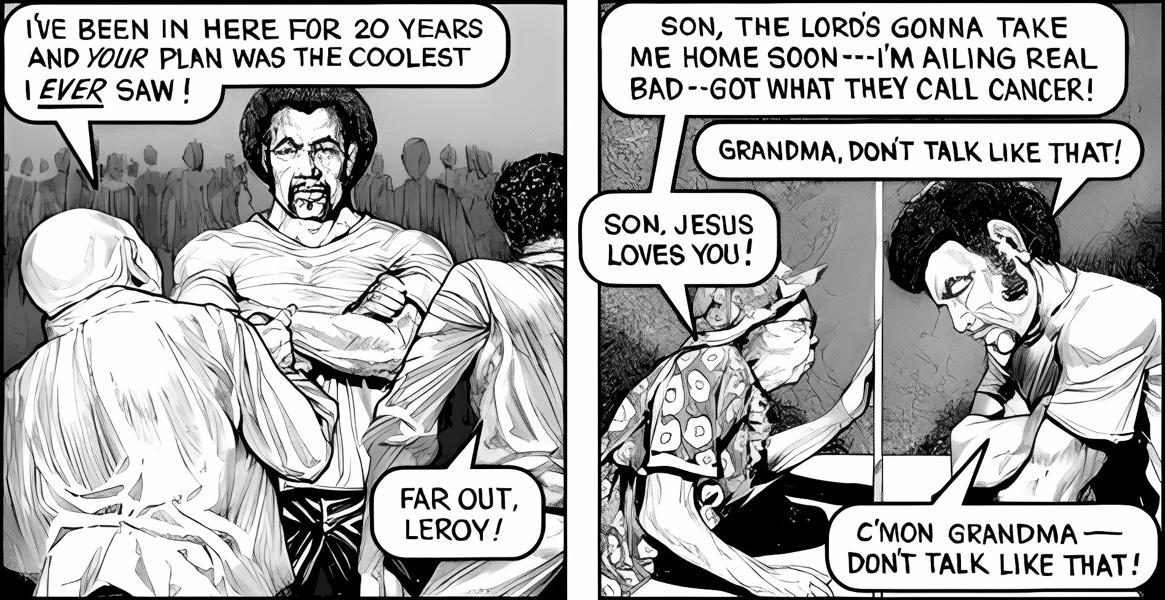 I'VE BEEN IN HERE FOR 20 YEARS
AND YOUR PLAN WAS THE COOLEST
I EVER SAW!
FAR OUT,
LEROY!
SON, THE LORD'S GONNA TAKE
ME HOME SOON---I'M AILING REAL
BAD--GOT WHAT THEY CALL CANCER!
GRANDMA, DON'T TALK LIKE THAT!
SON, JESUS
LOVES YOU!
C'MON GRANDMA—
DON'T TALK LIKE THAT!